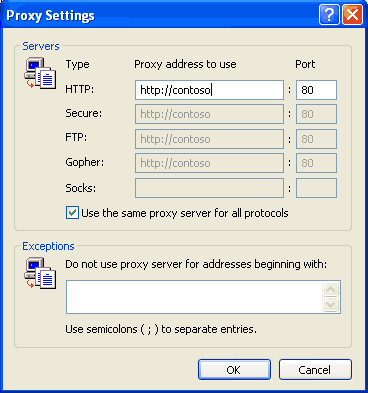 Proxy Settings
Servers
Type Proxy address to use Port
HTTP: http://contoso : 80
Secure: http://contoso : 80
FTP: http://contoso : 80
Gopher: http://contoso : 80
Socks: :
Use the same proxy server for all protocols
Exceptions
Do not use proxy server for addresses beginning with:
Use semicolons ( ; ) to separate entries.
OK Cancel